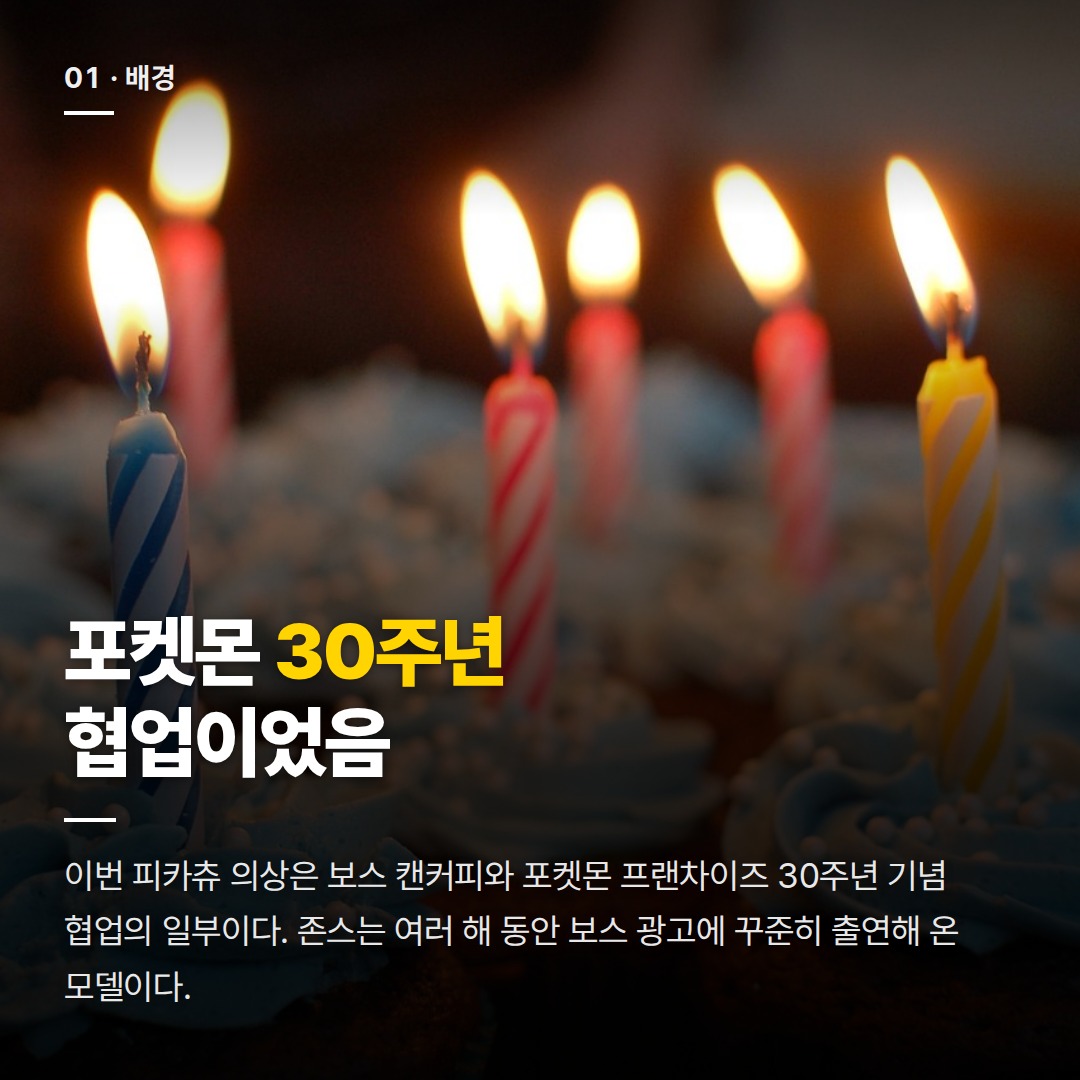 01 · 배경
포켓몬 30주년
협업이었음
이번 피카츄 의상은 보스 캔커피와 포켓몬 프랜차이즈 30주년 기념
협업의 일부이다. 존스는 여러 해 동안 보스 광고에 꾸준히 출연해 온
모델이다.